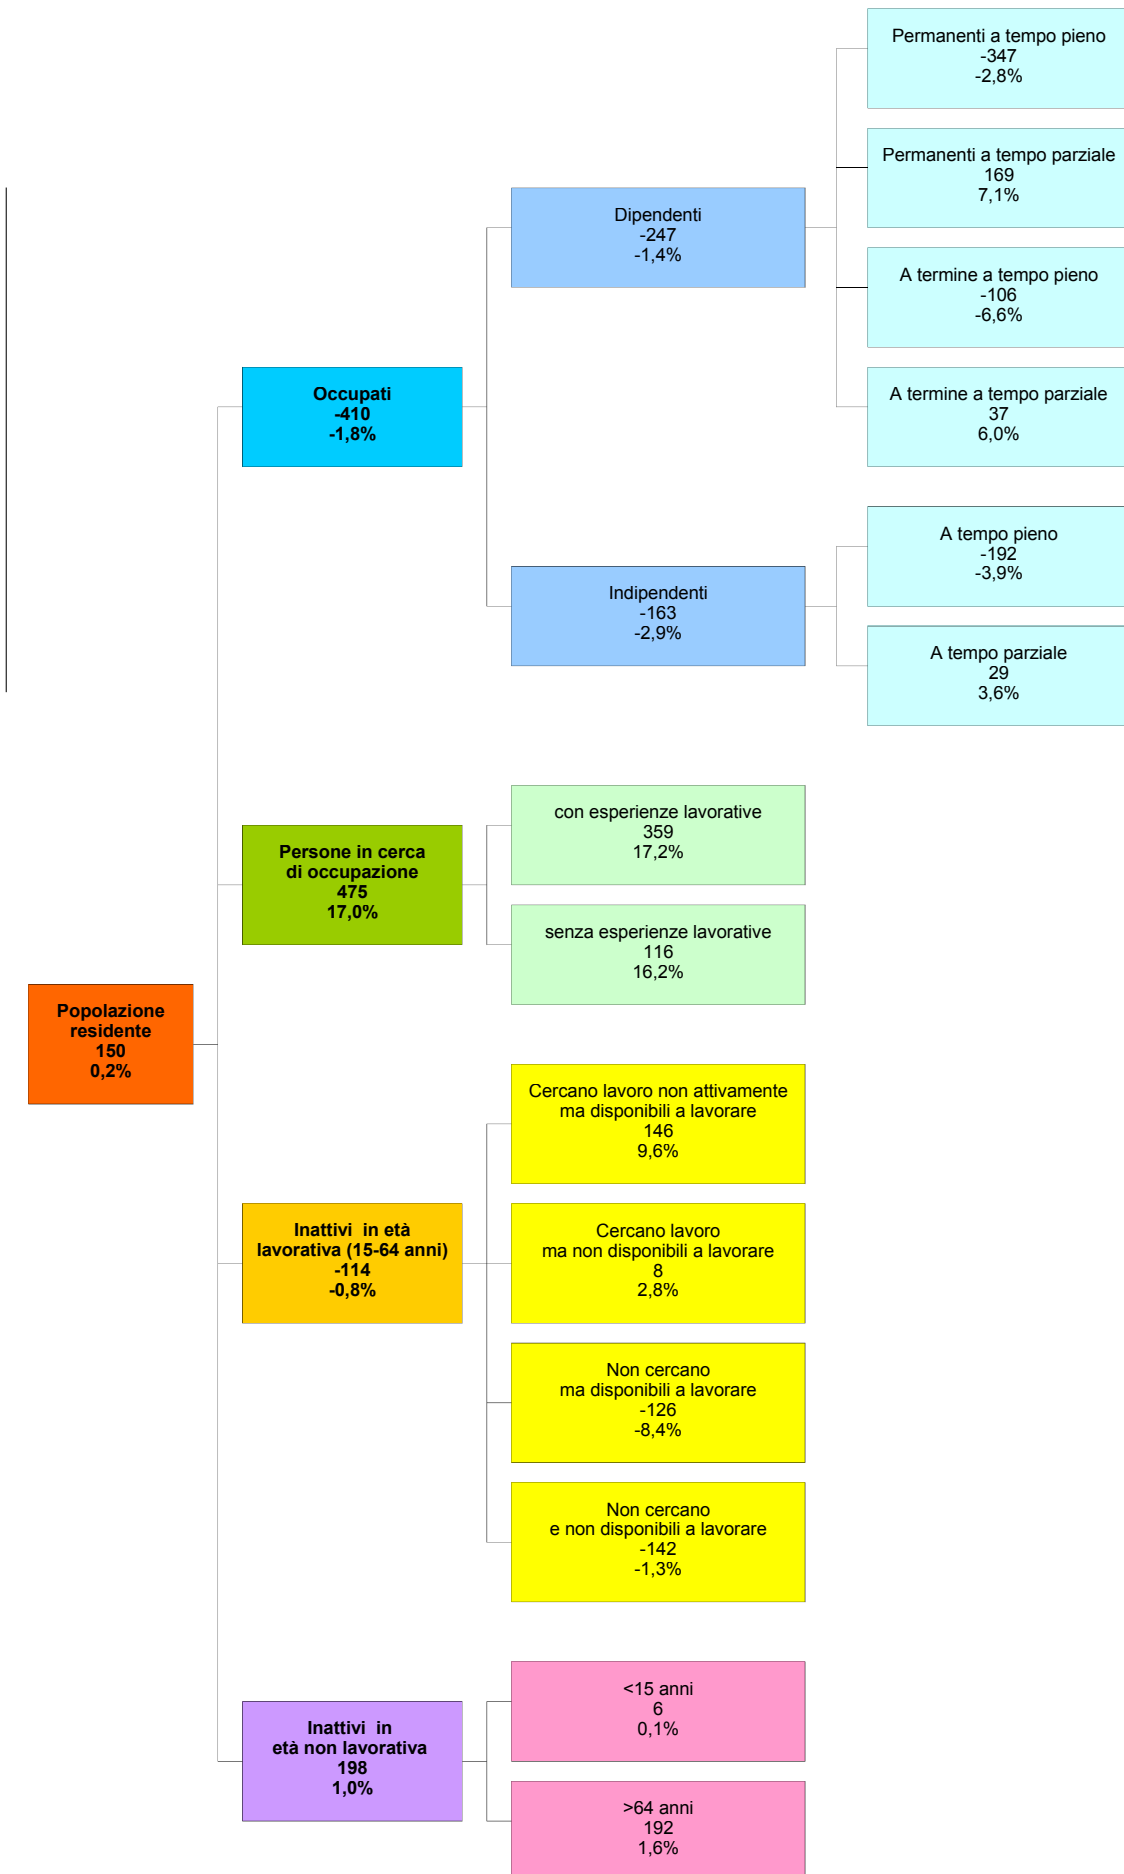 Permanenti a tempo pieno
-347
-2,8%
Permanenti a tempo parziale
169
7,1%
Dipendenti
-247
-1,4%
A termine a tempo pieno
-106
-6,6%
Occupati
-410
-1,8%
A termine a tempo parziale
37
6,0%
A tempo pieno
-192
-3,9%
Indipendenti
-163
-2,9%
A tempo parziale
29
3,6%
con esperienze lavorative
359
17,2%
Persone in cerca
di occupazione
475
17,0%
senza esperienze lavorative
116
16,2%
Popolazione
residente
150
0,2%
Cercano lavoro non attivamente
ma disponibili a lavorare
146
9,6%
Inattivi in età
lavorativa (15-64 anni)
-114
-0,8%
Cercano lavoro
ma non disponibili a lavorare
8
2,8%
Non cercano
ma disponibili a lavorare
-126
-8,4%
Non cercano
e non disponibili a lavorare
-142
-1,3%
<15 anni
6
0,1%
Inattivi in
età non lavorativa
198
1,0%
>64 anni
192
1,6%